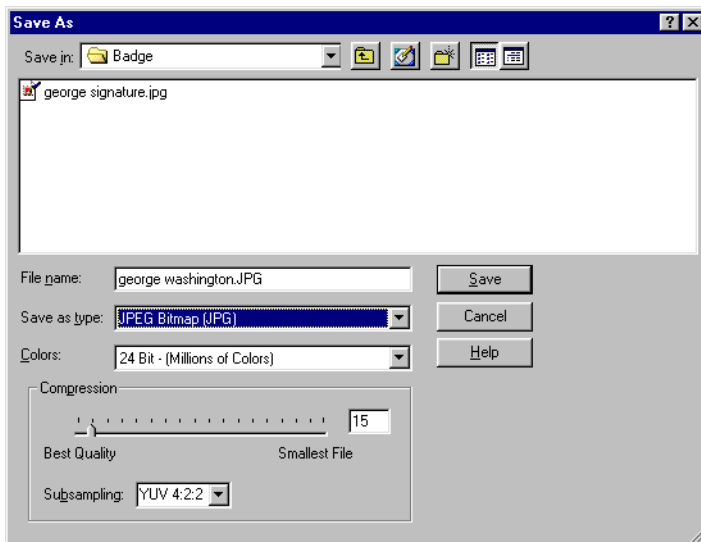 Save As
Save in: Badge
george signature.jpg
File name: george washington.JPG Save
Save as type: JPEG Bitmap (JPG) Cancel
Colors: 24 Bit - (Millions of Colors) Help
Compression
15
Best Quality Smallest File
Subsampling: YUV 4:2:2